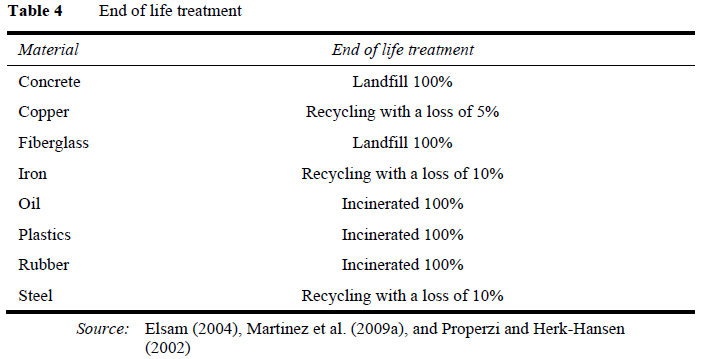 Table 4 End of life treatment
Material End of life treatment
Concrete Landfill 100%
Copper Recycling with a loss of 5%
Fiberglass Landfill 100%
Iron Recycling with a loss of 10%
Oil Incinerated 100%
Plastics Incinerated 100%
Rubber Incinerated 100%
Steel Recycling with a loss of 10%
Source: Elsam (2004), Martinez et al. (2009a), and Properzi and Herk-Hansen
(2002)